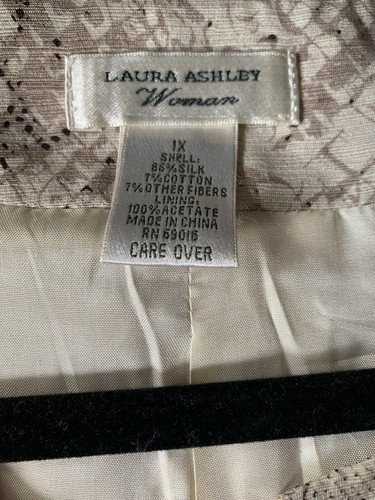 LAURA ASHLEY
Woman
1X
SHELL:
86% SILK
7% COTTON
7% OTHER FIBERS
LINING:
100% ACETATE
MADE IN CHINA
RN 69016
CARE OVER